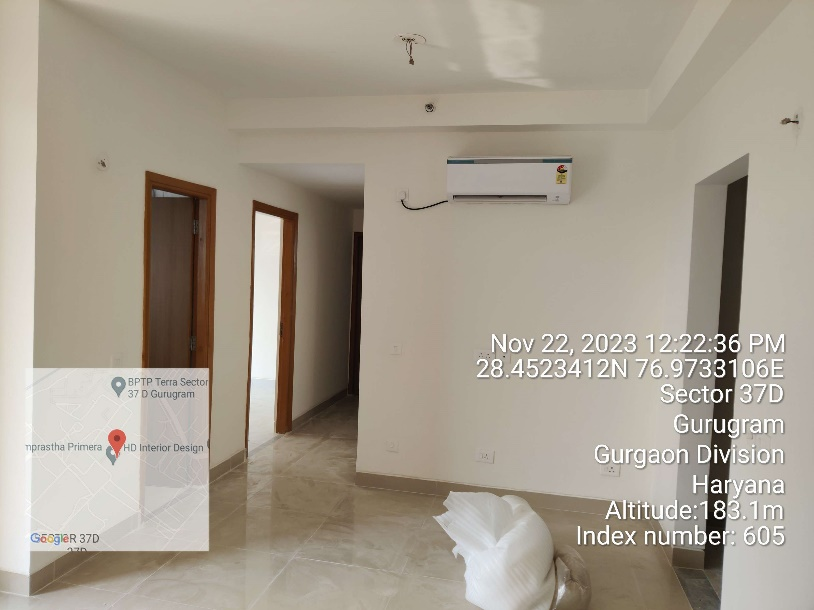 Nov 22, 2023 12:22:36 PM
28.4523412N 76.9733106E
Sector 37D
Gurugram
Gurgaon Division
Haryana
Altitude:183.1m
Index number: 605
BPTP Terra Sector
37 D Gurugram
mprastha Primera
HD Interior Design
Google
R 37D
37D